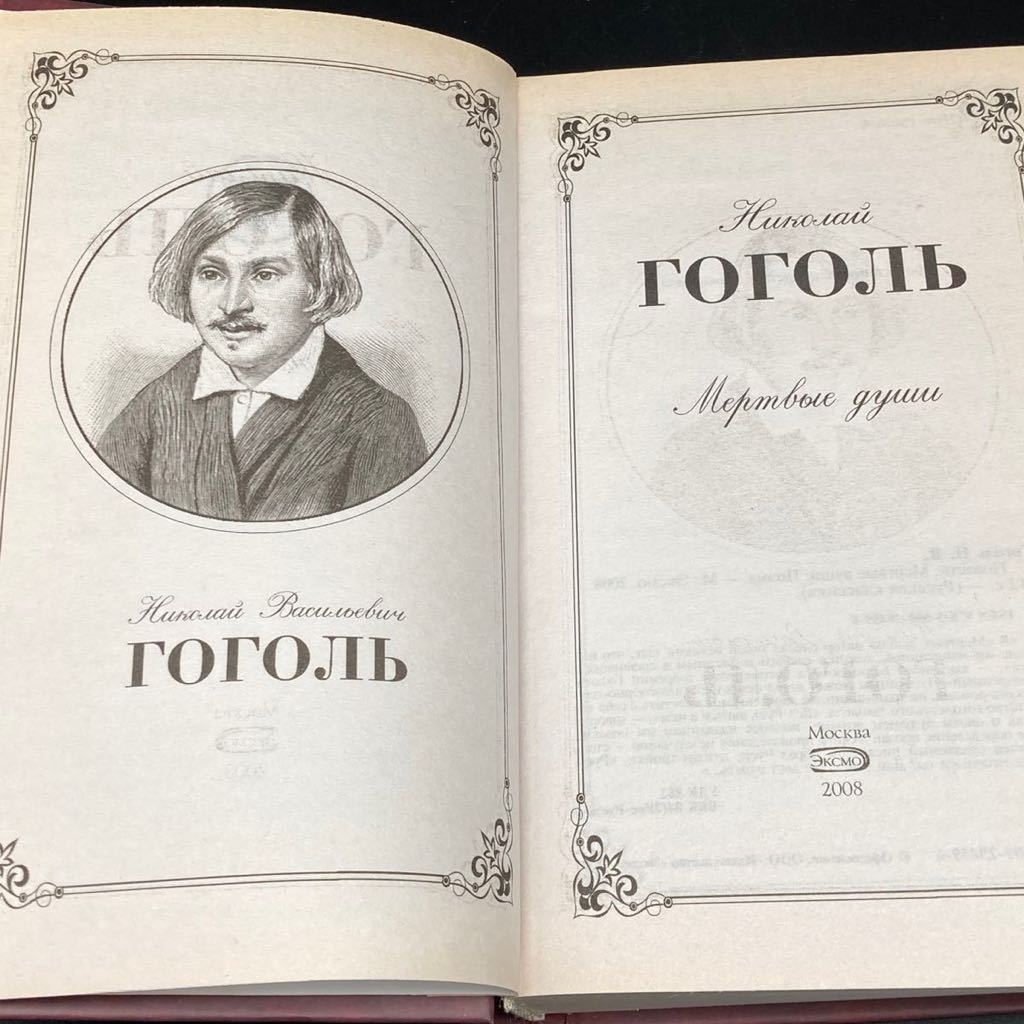 Николай Васильевич
ГОГОЛЬ
Николай
ГОГОЛЬ
Мертвые души
Москва
Эксмо
2008